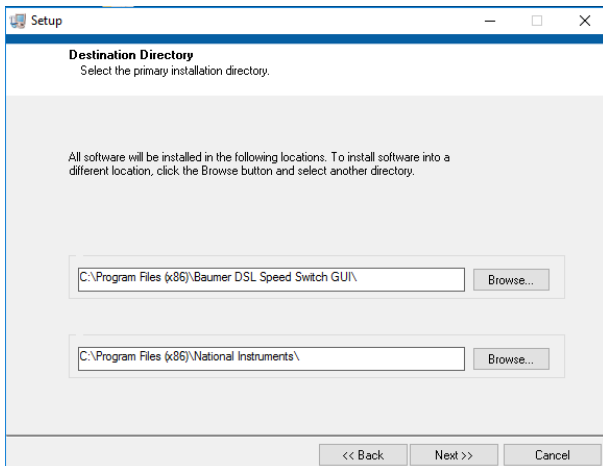 Setup
Destination Directory
Select the primary installation directory.
All software will be installed in the following locations. To install software into a
different location, click the Browse button and select another directory.
C:\Program Files (x86)\Baumer DSL Speed Switch GUI\
Browse...
C:\Program Files (x86)\National Instruments\
Browse...
<< Back
Next >>
Cancel